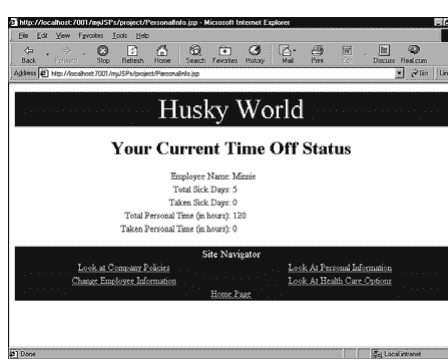 http://localhost:7001/myJSPs/project/PersonalInfo.jsp - Microsoft Internet Explorer
File Edit View Favorites Tools Help
Back Forward Stop Refresh Home Search Favorites History Mail Print Edit Discuss Real.com
Address http://localhost:7001/myJSPs/project/PersonalInfo.jsp Go
Husky World
Your Current Time Off Status
Employee Name: Minnie
Total Sick Days: 5
Taken Sick Days: 0
Total Personal Time (in hours): 120
Taken Personal Time (in hours): 0
Site Navigator
Look at Company Policies Look At Personal Information
Change Employee Information Look At Health Care Options
Home Page
Done Local intranet